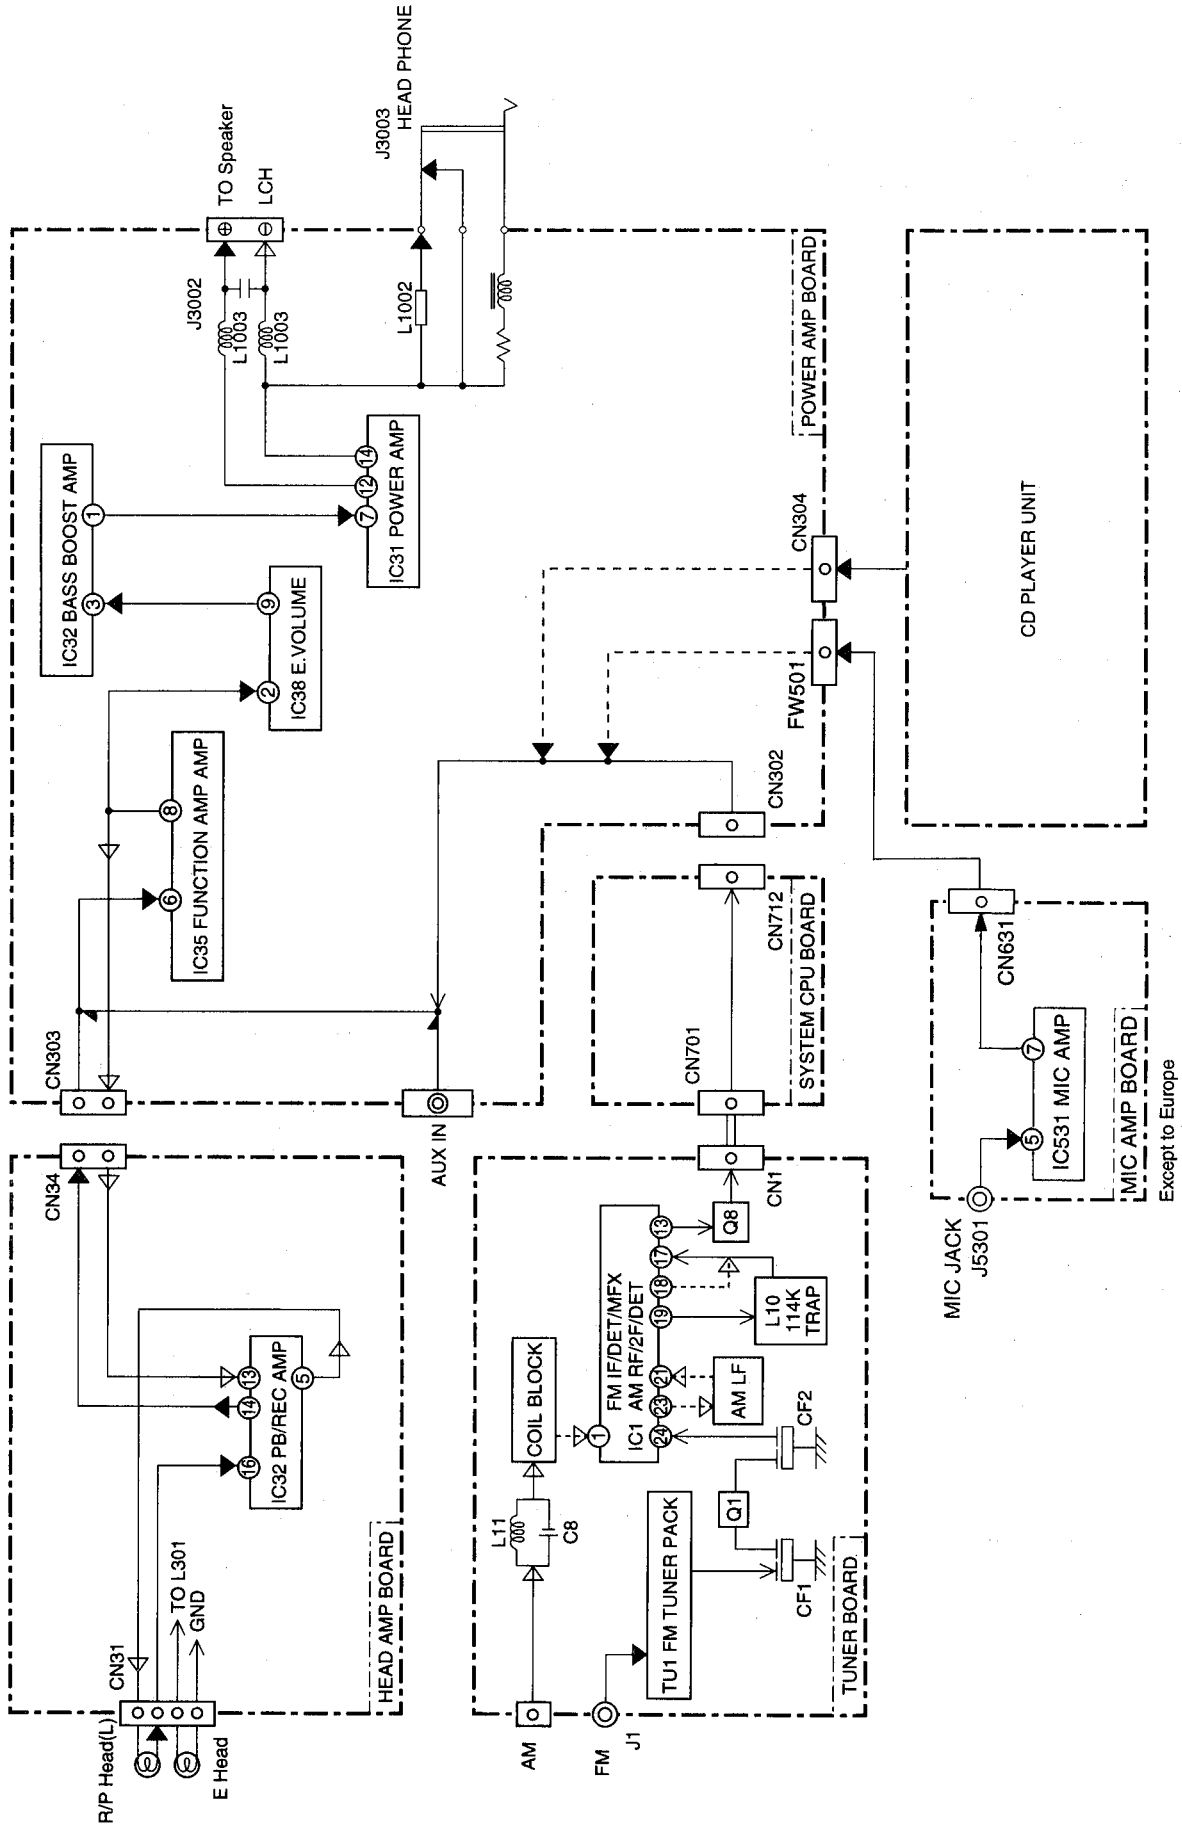 R/P Head(L)
E Head
CN31
TO L301
GND
HEAD AMP BOARD
16
14
13
5
IC32 PB/REC AMP
CN34
CN303
6
8
IC35 FUNCTION AMP AMP
2
9
IC38 E.VOLUME
3
1
IC32 BASS BOOST AMP
7
12
14
IC31 POWER AMP
J3002
L1003
L1003
TO Speaker
LCH
L1002
J3003
HEAD PHONE
POWER AMP BOARD
AUX IN
CN302
FW501
CN304
CD PLAYER UNIT
AM
FM
J1
L11
C8
COIL BLOCK
1
FM IF/DET/MFX
IC1 AM RF/2F/DET
24
23
21
19
18
17
13
AM LF
L10
114K
TRAP
Q8
TU1 FM TUNER PACK
CF1
Q1
CF2
TUNER BOARD
CN1
CN701
CN712
SYSTEM CPU BOARD
MIC JACK
J5301
5
7
IC531 MIC AMP
CN631
MIC AMP BOARD
Except to Europe